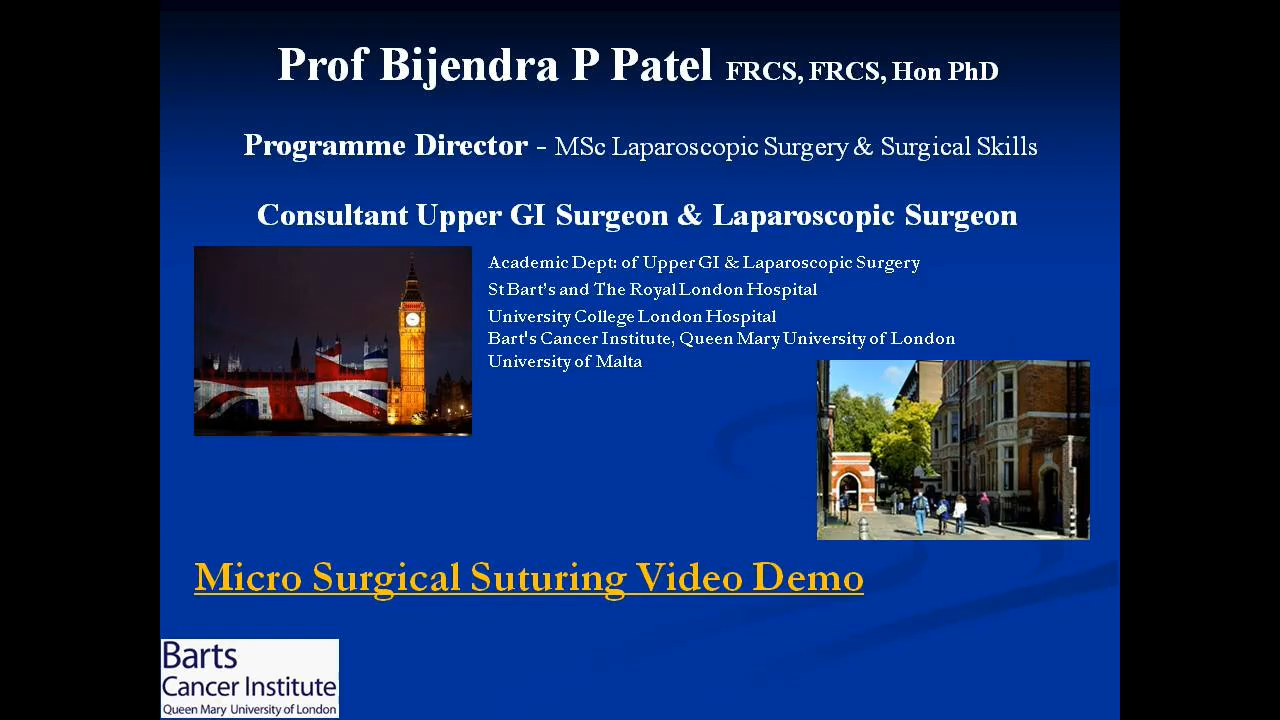 Prof Bijendra P Patel FRCS, FRCS, Hon PhD
Programme Director - MSc Laparoscopic Surgery & Surgical Skills
Consultant Upper GI Surgeon & Laparoscopic Surgeon
Academic Dept: of Upper GI & Laparoscopic Surgery
St Bart's and The Royal London Hospital
University College London Hospital
Bart's Cancer Institute, Queen Mary University of London
University of Malta
Micro Surgical Suturing Video Demo
Barts
Cancer Institute
Queen Mary University of London